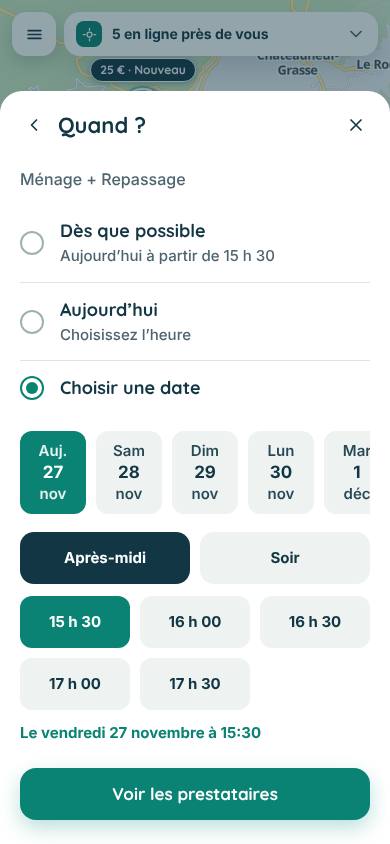 5 en ligne près de vous
25 € · Nouveau
Châteauneuf-
Grasse
Le Ro
Quand ?
Ménage + Repassage
Dès que possible
Aujourd’hui à partir de 15 h 30
Aujourd’hui
Choisissez l’heure
Choisir une date
Auj. Sam Dim Lun Mar
27 28 29 30 1
nov nov nov nov déc
Après-midi Soir
15 h 30 16 h 00 16 h 30
17 h 00 17 h 30
Le vendredi 27 novembre à 15:30
Voir les prestataires